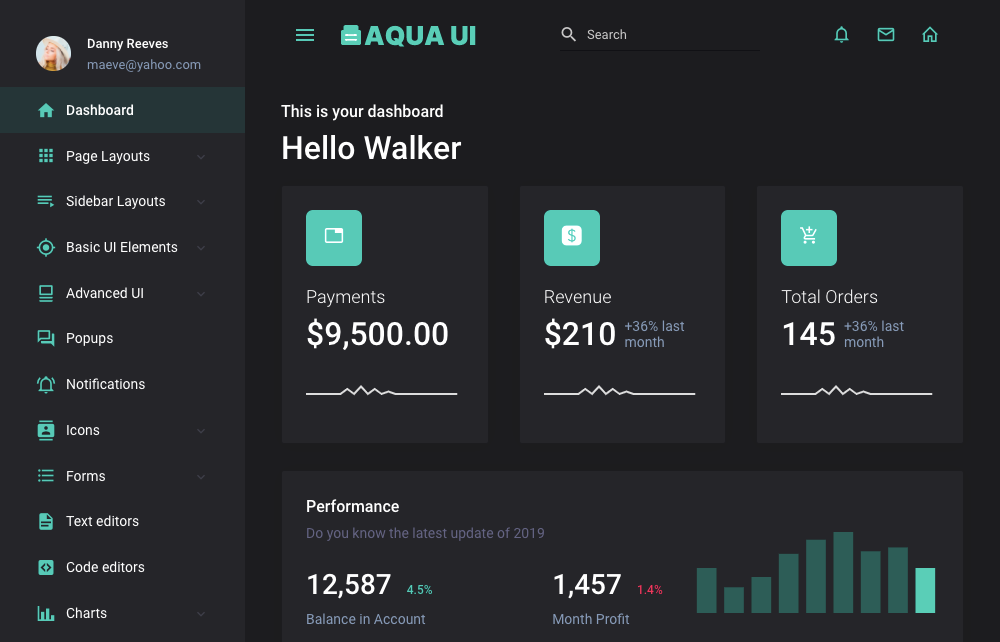 Danny Reeves
maeve@yahoo.com
Dashboard
Page Layouts
Sidebar Layouts
Basic UI Elements
Advanced UI
Popups
Notifications
Icons
Forms
Text editors
Code editors
Charts
AQUA UI
Search
This is your dashboard
Hello Walker
Payments
$9,500.00
$
Revenue
$210 +36% last
month
Total Orders
145 +36% last
month
Performance
Do you know the latest update of 2019
12,587 4.5%
Balance in Account
1,457 1.4%
Month Profit